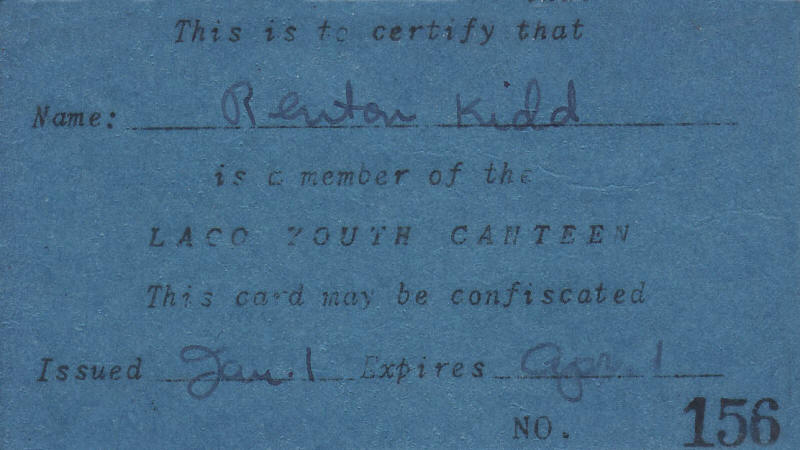 This is to certify that
Name: Renton Kidd
is a member of the
LACO YOUTH CANTEEN
This card may be confiscated
Issued Jan. 1 Expires Apr. 1
NO. 156